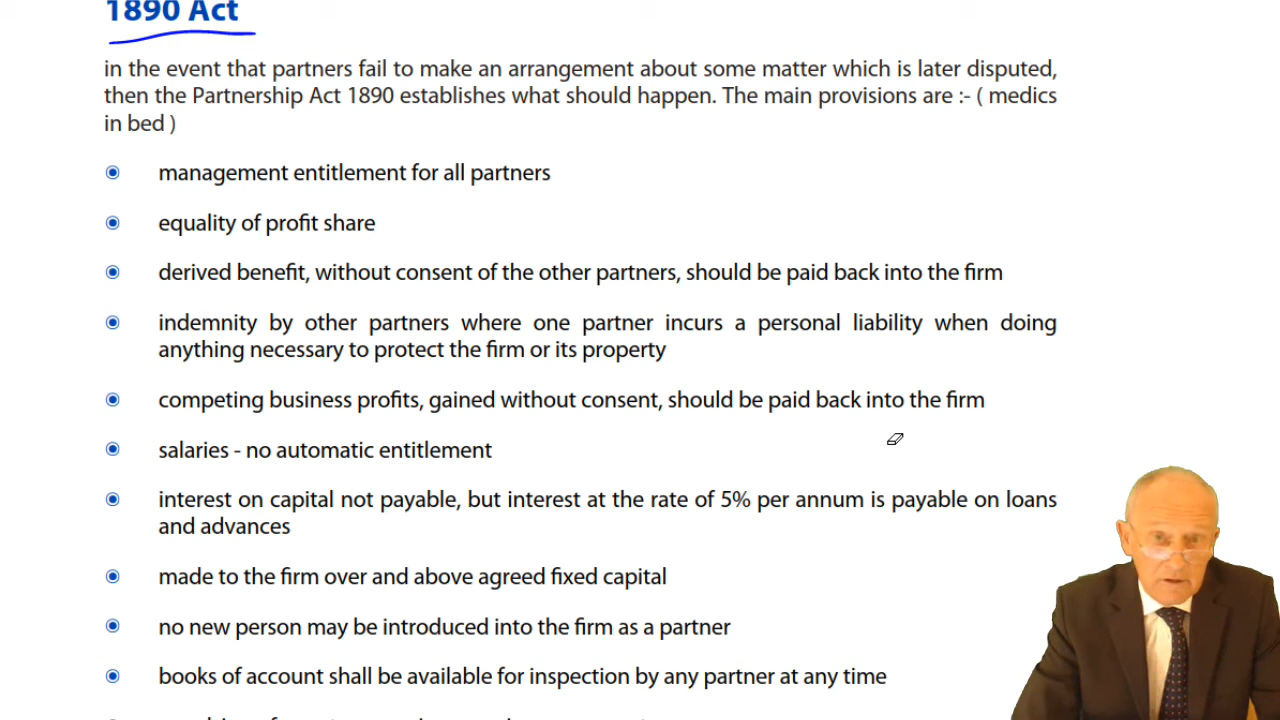 1890 Act
in the event that partners fail to make an arrangement about some matter which is later disputed,
then the Partnership Act 1890 establishes what should happen. The main provisions are :- ( medics
in bed )
management entitlement for all partners
equality of profit share
derived benefit, without consent of the other partners, should be paid back into the firm
indemnity by other partners where one partner incurs a personal liability when doing
anything necessary to protect the firm or its property
competing business profits, gained without consent, should be paid back into the firm
salaries - no automatic entitlement
interest on capital not payable, but interest at the rate of 5% per annum is payable on loans
and advances
made to the firm over and above agreed fixed capital
no new person may be introduced into the firm as a partner
books of account shall be available for inspection by any partner at any time